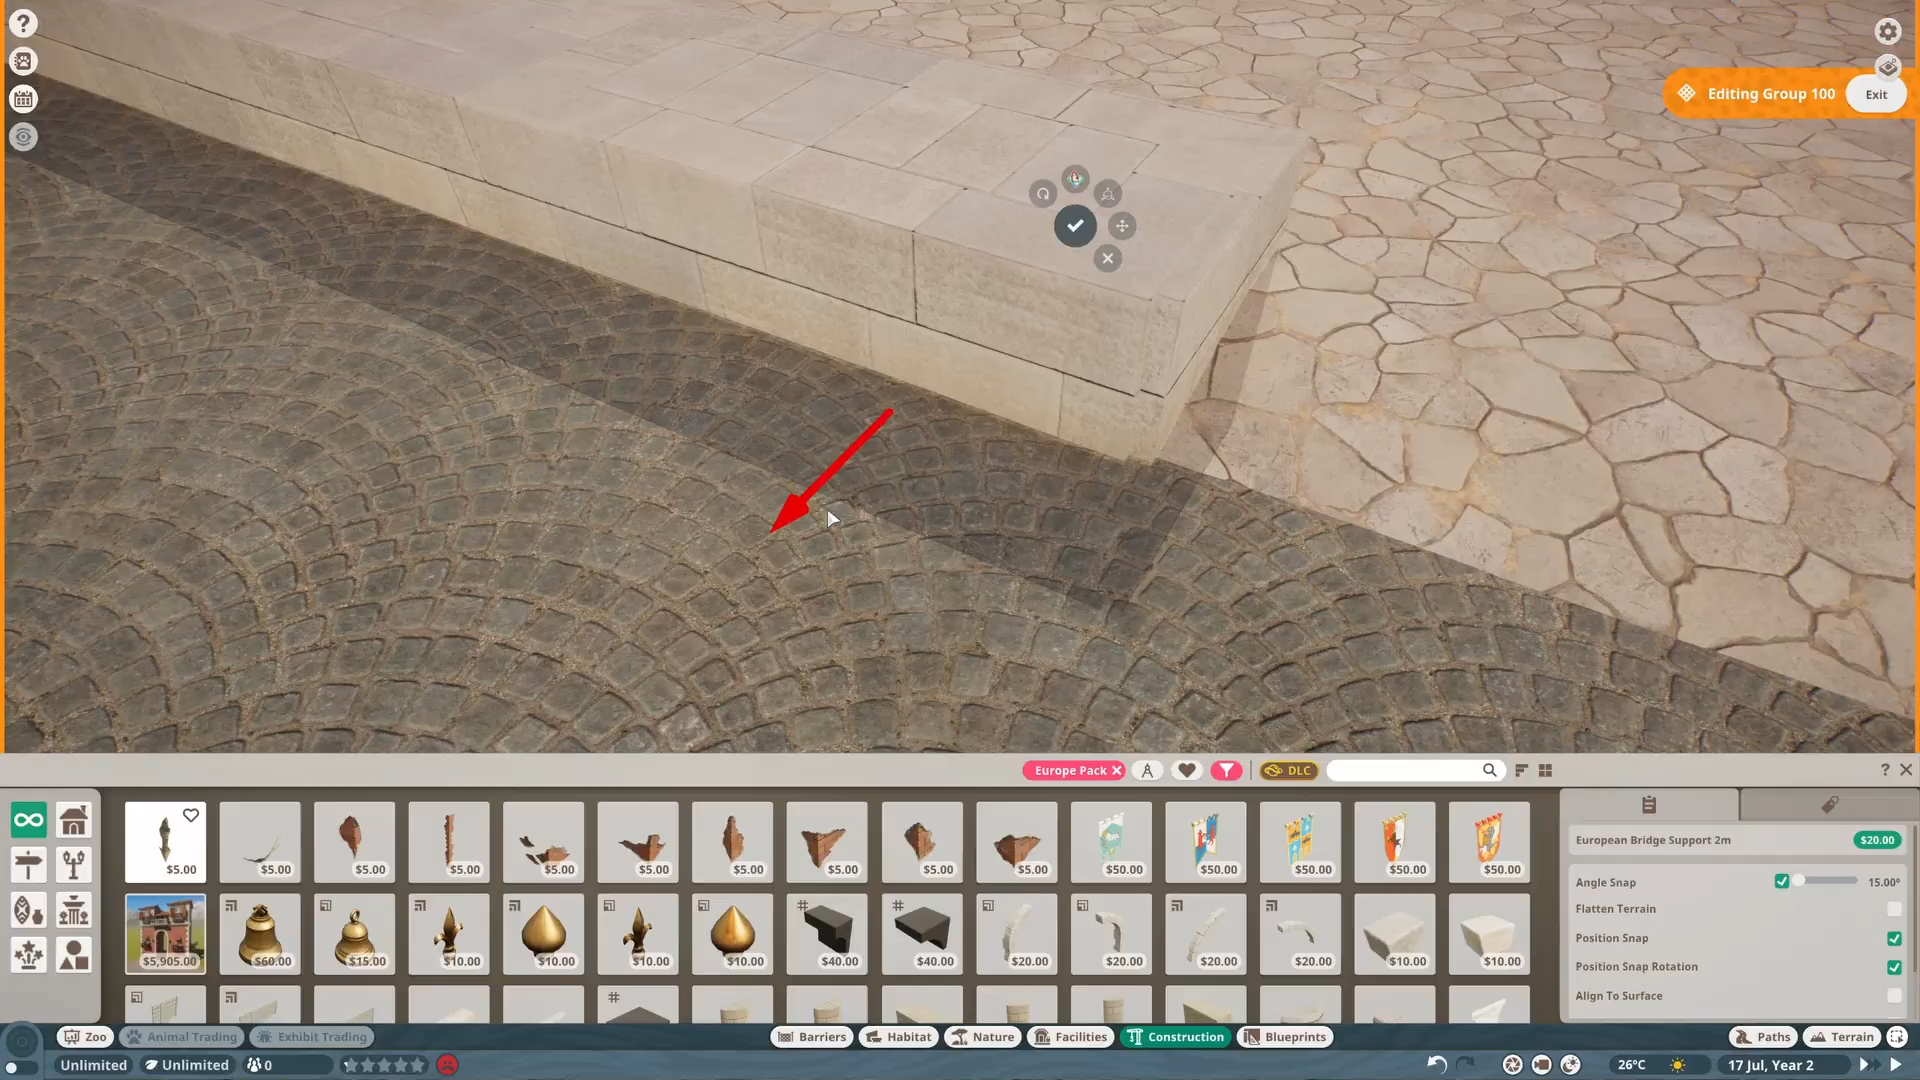 Editing Group 100
Exit
Europe Pack
DLC
?
$5.00 $5.00 $5.00 $5.00 $5.00 $5.00 $5.00 $5.00 $5.00 $5.00 $50.00 $50.00 $50.00 $50.00 $50.00
$5,905.00 $60.00 $15.00 $10.00 $10.00 $10.00 $10.00 $40.00 $40.00 $20.00 $20.00 $20.00 $20.00 $10.00 $10.00
European Bridge Support 2m $20.00
Angle Snap 15.00°
Flatten Terrain
Position Snap
Position Snap Rotation
Align To Surface
Zoo Animal Trading Exhibit Trading Barriers Habitat Nature Facilities Construction Blueprints Paths Terrain
Unlimited Unlimited 0 26°C 17 Jul, Year 2